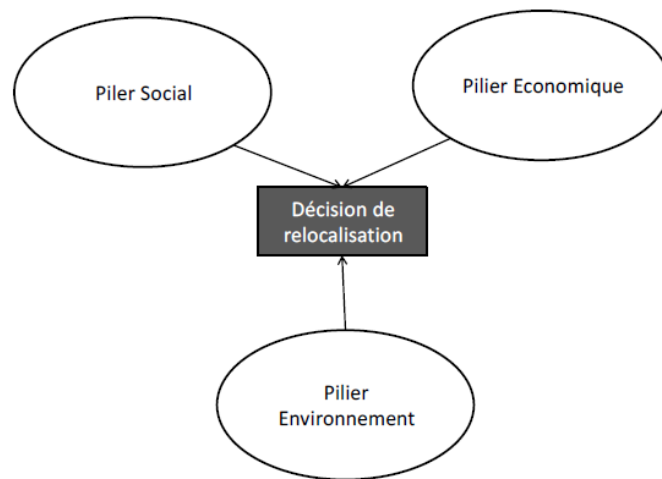 Piler Social
Pilier Economique
Décision de
relocalisation
Pilier
Environnement